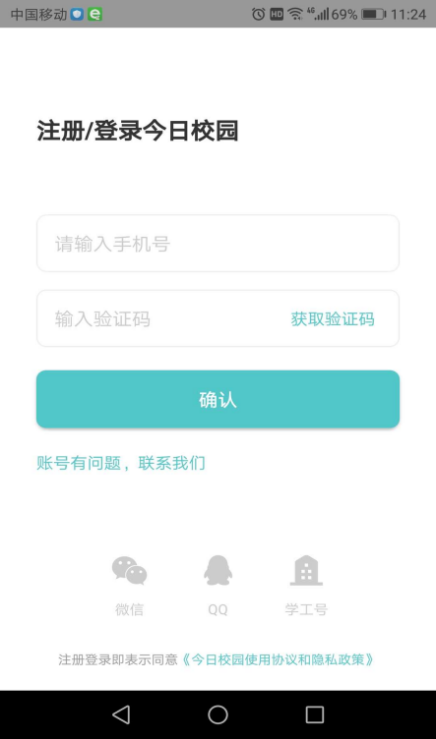 中国移动 HD 4G 69% 11:24
注册/登录今日校园
请输入手机号
输入验证码 获取验证码
确认
账号有问题，联系我们
微信 QQ 学工号
注册登录即表示同意《今日校园使用协议和隐私政策》